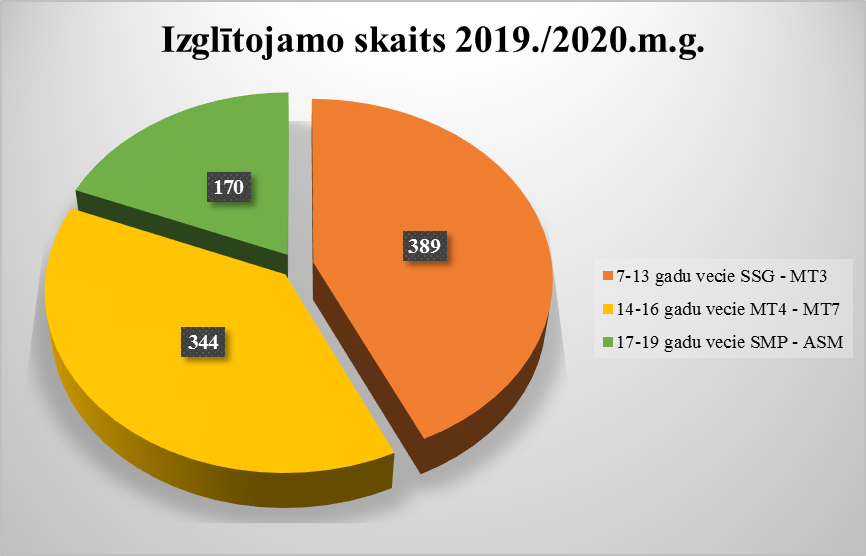 Izglītojamo skaits 2019./2020.m.g.
170
389
344
7-13 gadu vecie SSG - MT3
14-16 gadu vecie MT4 - MT7
17-19 gadu vecie SMP - ASM